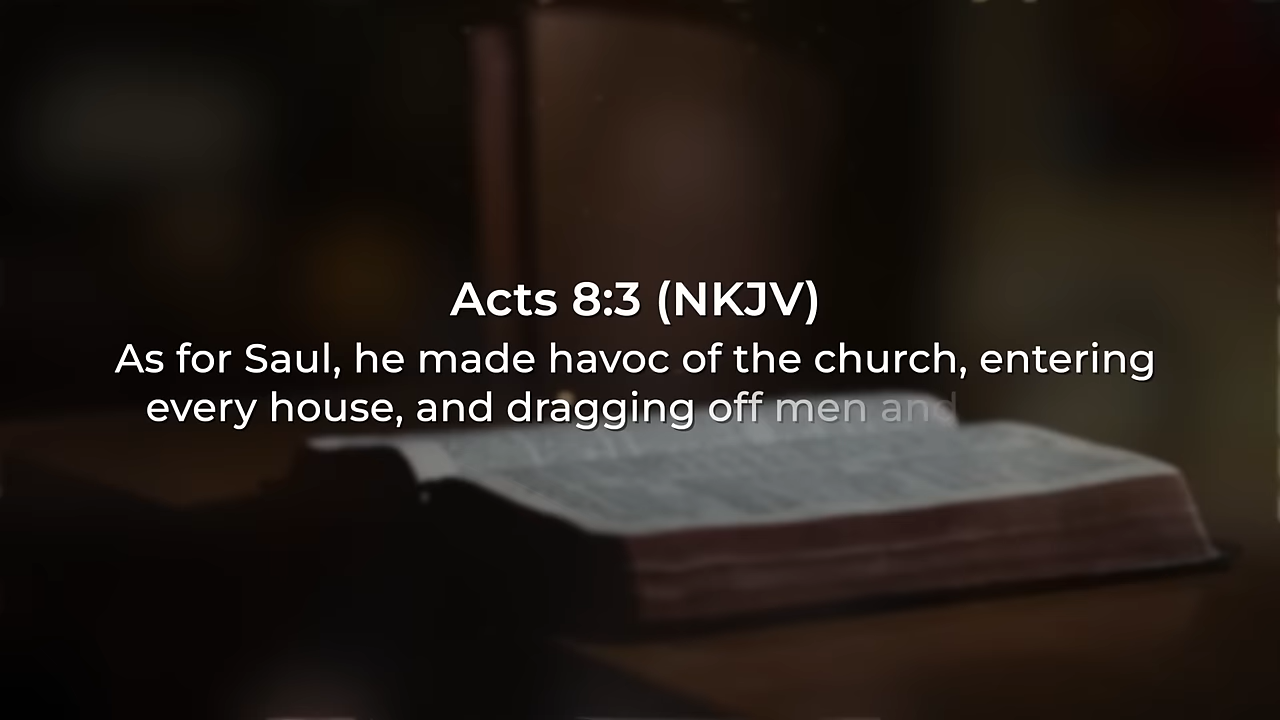 Acts 8:3 (NKJV)
As for Saul, he made havoc of the church, entering
every house, and dragging off men and